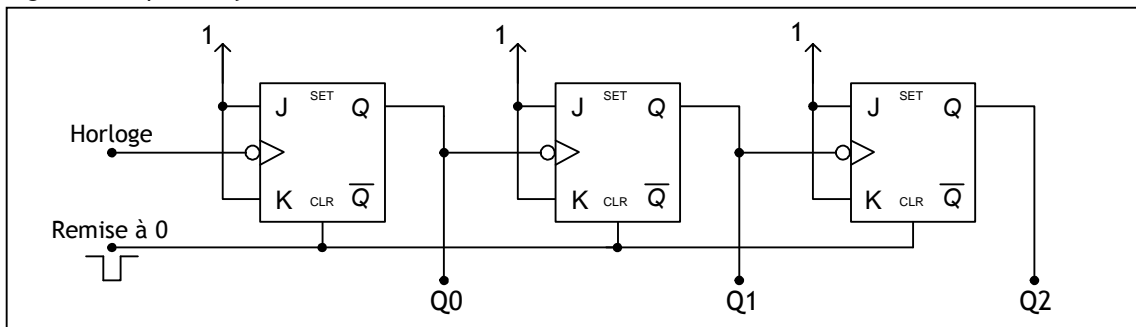 1 1 1
J SET Q J SET Q J SET Q
Horloge
K CLR Q K CLR Q K CLR Q
Remise à 0
Q0 Q1 Q2